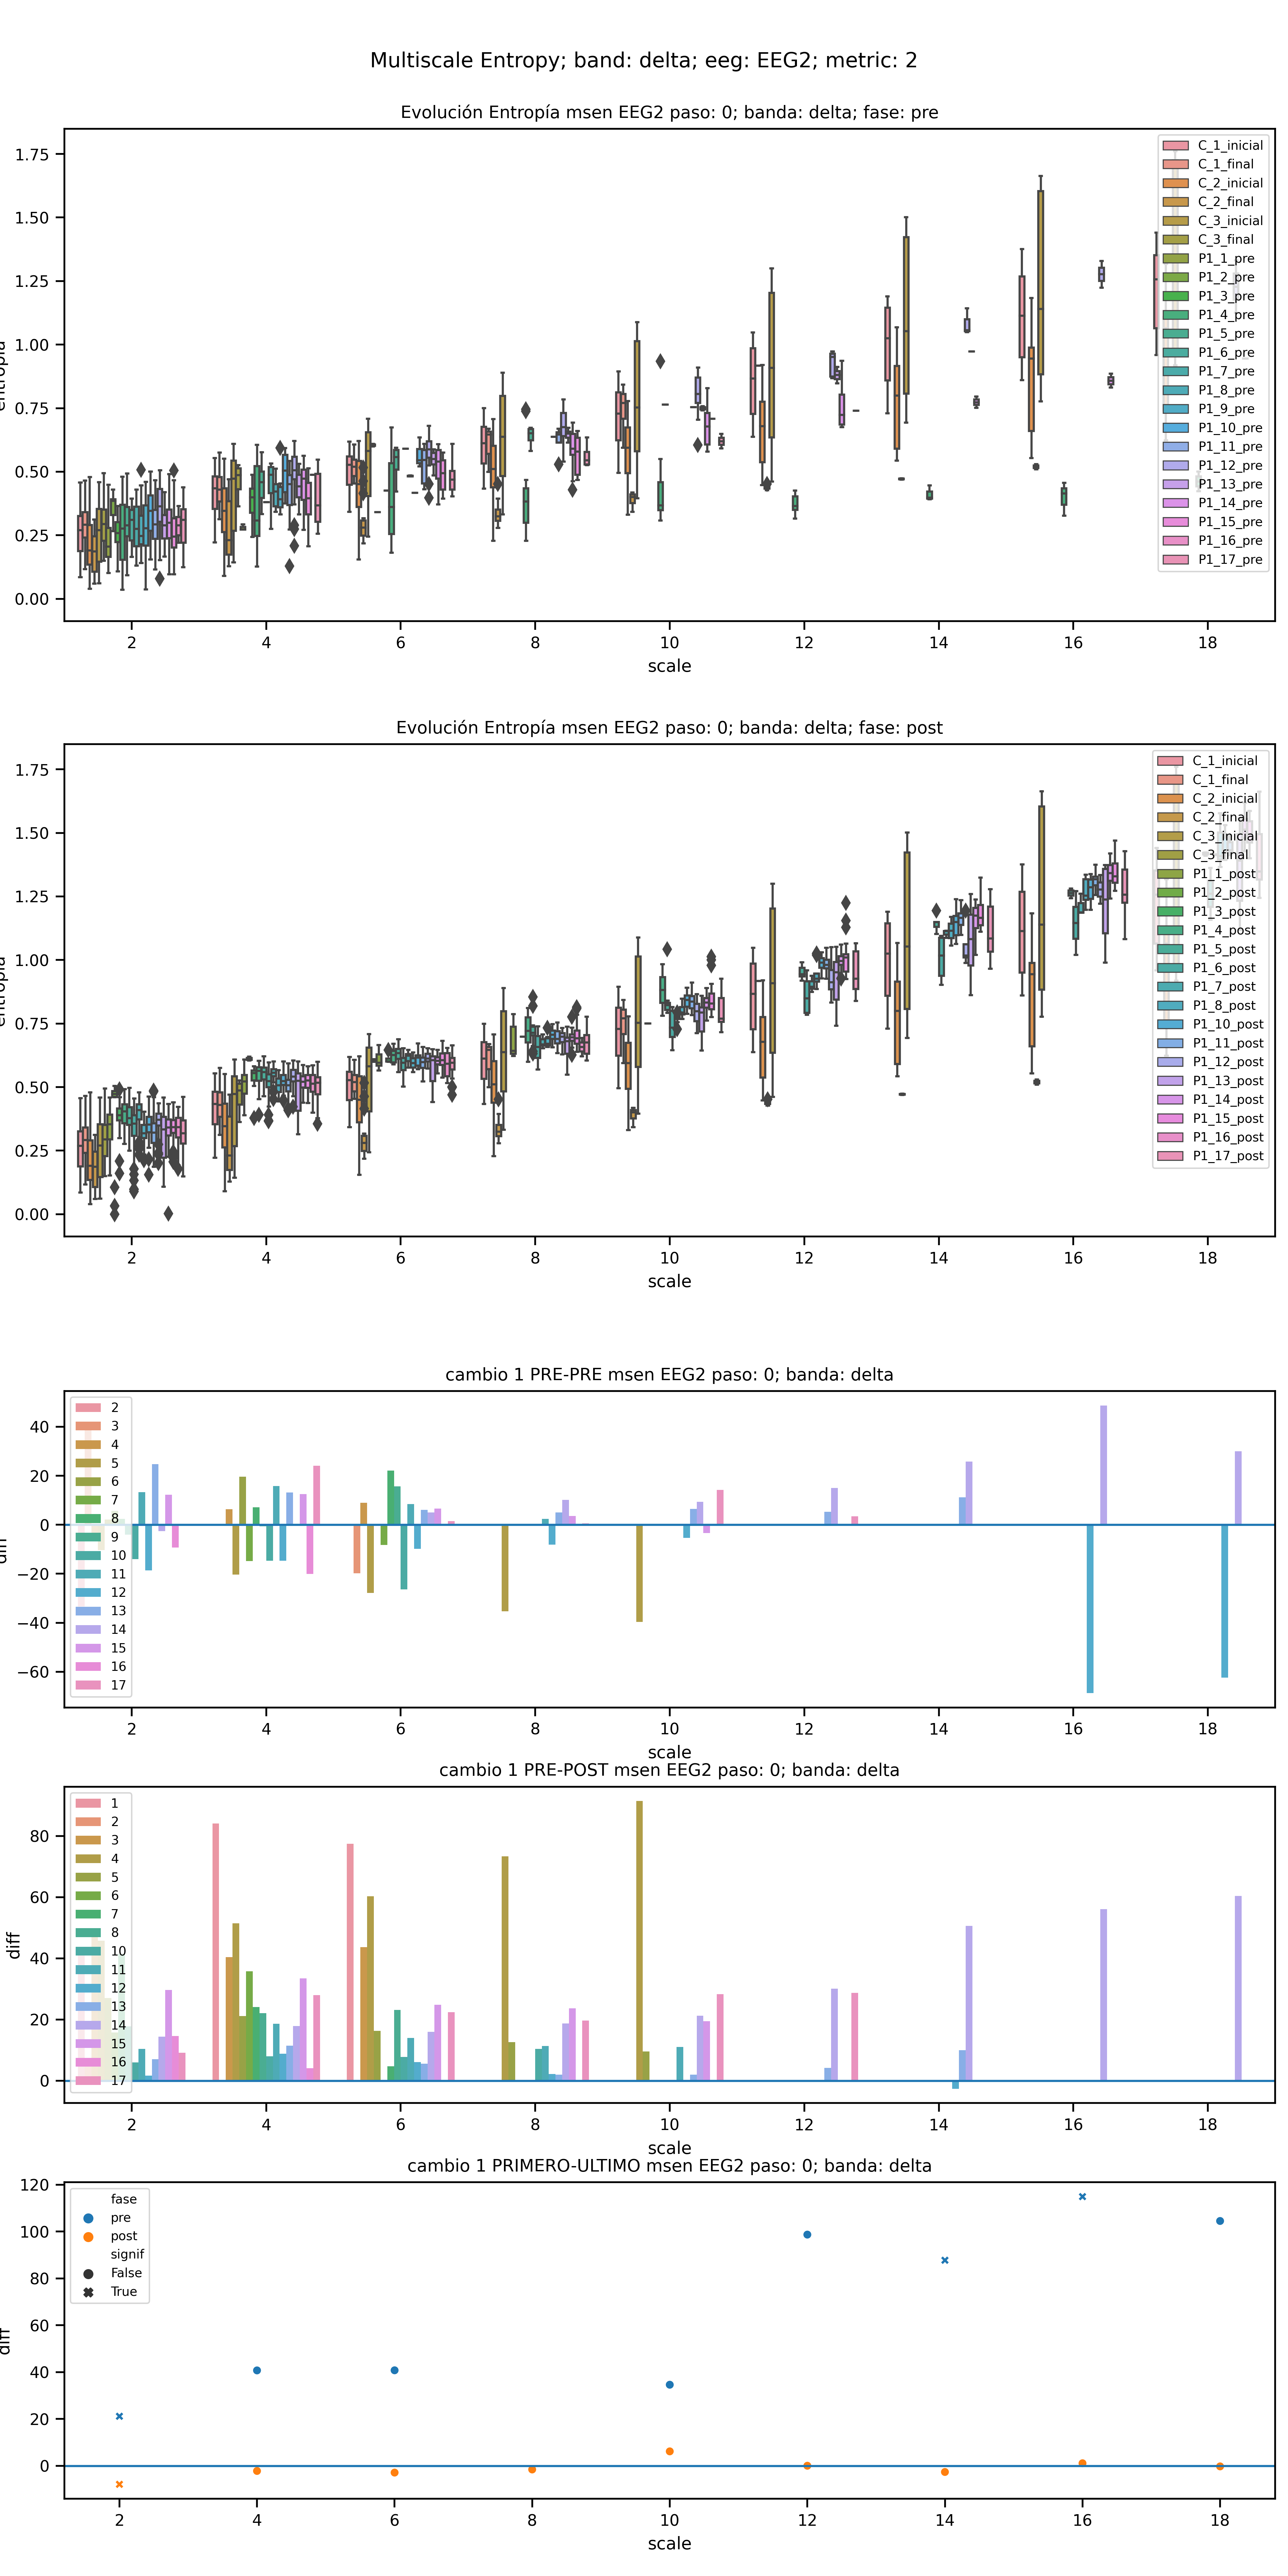 Multiscale Entropy; band: delta; eeg: EEG2; metric: 2
Evolución Entropía msen EEG2 paso: 0; banda: delta; fase: pre
1.75
1.50
1.25
1.00
0.75
0.50
0.25
0.00
2 4 6 8 10 12 14 16 18
scale
C_1_inicial
C_1_final
C_2_inicial
C_2_final
C_3_inicial
C_3_final
P1_1_pre
P1_2_pre
P1_3_pre
P1_4_pre
P1_5_pre
P1_6_pre
P1_7_pre
P1_8_pre
P1_9_pre
P1_10_pre
P1_11_pre
P1_12_pre
P1_13_pre
P1_14_pre
P1_15_pre
P1_16_pre
P1_17_pre
Evolución Entropía msen EEG2 paso: 0; banda: delta; fase: post
1.75
1.50
1.25
1.00
0.75
0.50
0.25
0.00
2 4 6 8 10 12 14 16 18
scale
C_1_inicial
C_1_final
C_2_inicial
C_2_final
C_3_inicial
C_3_final
P1_1_post
P1_2_post
P1_3_post
P1_4_post
P1_5_post
P1_6_post
P1_7_post
P1_8_post
P1_10_post
P1_11_post
P1_12_post
P1_13_post
P1_14_post
P1_15_post
P1_16_post
P1_17_post
cambio 1 PRE-PRE msen EEG2 paso: 0; banda: delta
40
20
0
−20
−40
−60
2
3
4
5
6
7
8
9
10
11
12
13
14
15
16
17
2 4 6 8 10 12 14 16 18
scale
cambio 1 PRE-POST msen EEG2 paso: 0; banda: delta
diff
80
60
40
20
0
1
2
3
4
5
6
7
8
10
11
12
13
14
15
16
17
2 4 6 8 10 12 14 16 18
scale
cambio 1 PRIMERO-ULTIMO msen EEG2 paso: 0; banda: delta
diff
120
100
80
60
40
20
0
fase
pre
post
signif
False
True
2 4 6 8 10 12 14 16 18
scale